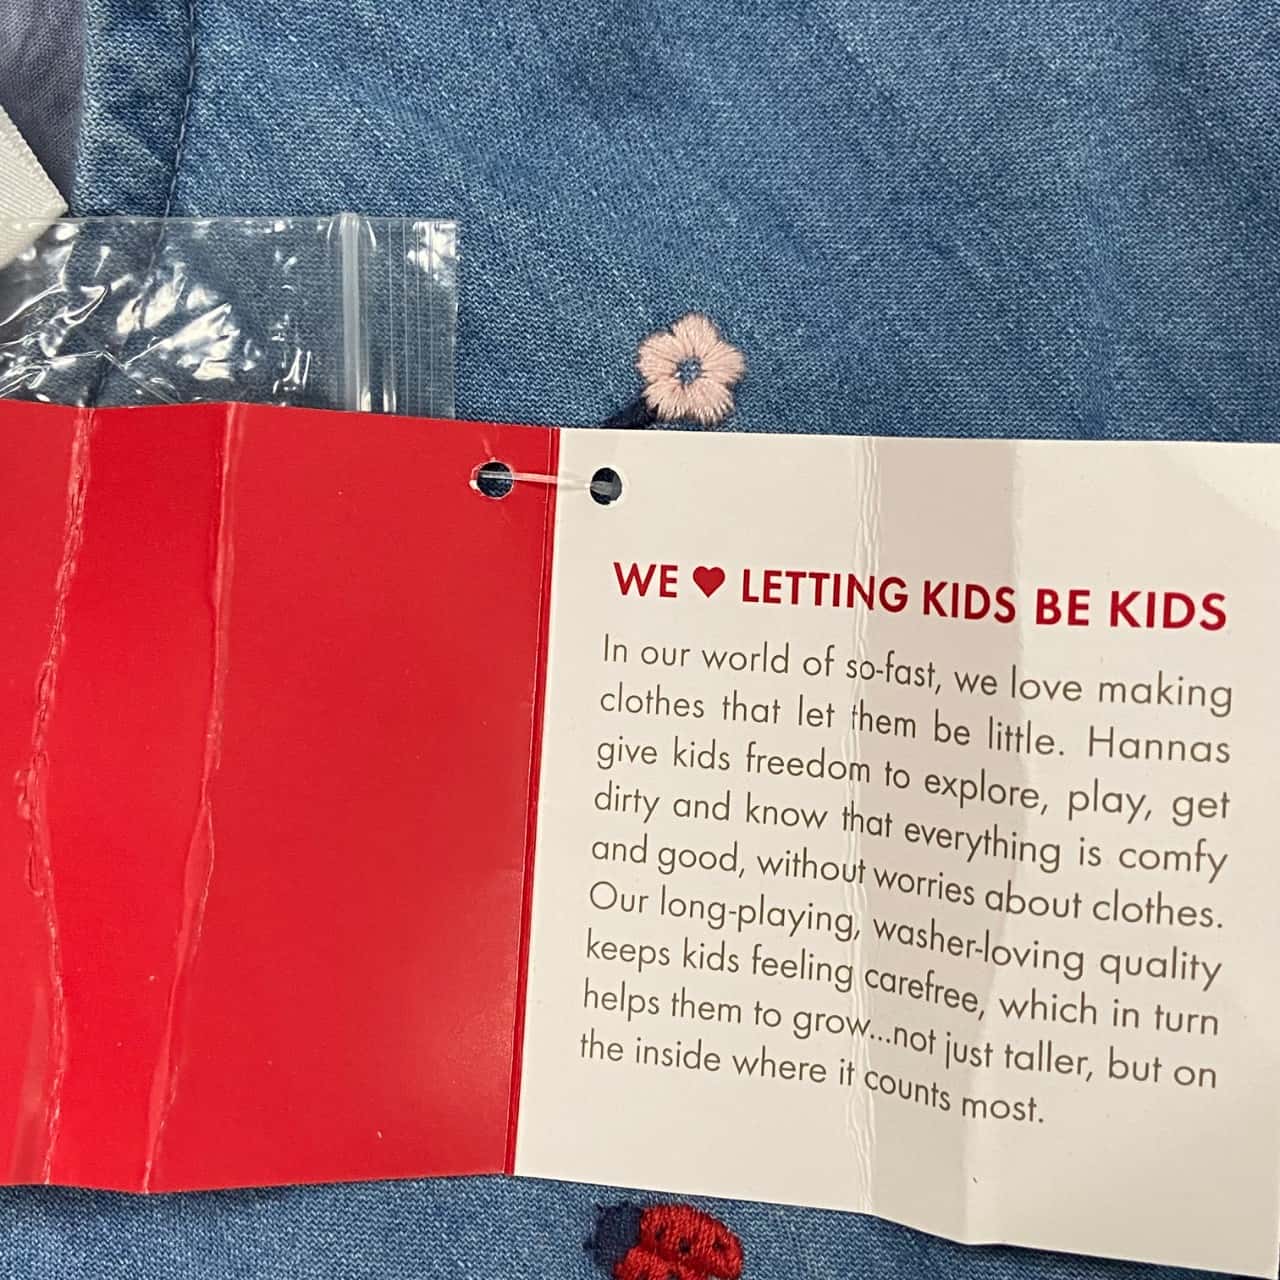 WE ♥ LETTING KIDS BE KIDS
In our world of so-fast, we love making
clothes that let them be little. Hannas
give kids freedom to explore, play, get
dirty and know that everything is comfy
and good, without worries about clothes.
Our long-playing, washer-loving quality
keeps kids feeling carefree, which in turn
helps them to grow...not just taller, but on
the inside where it counts most.